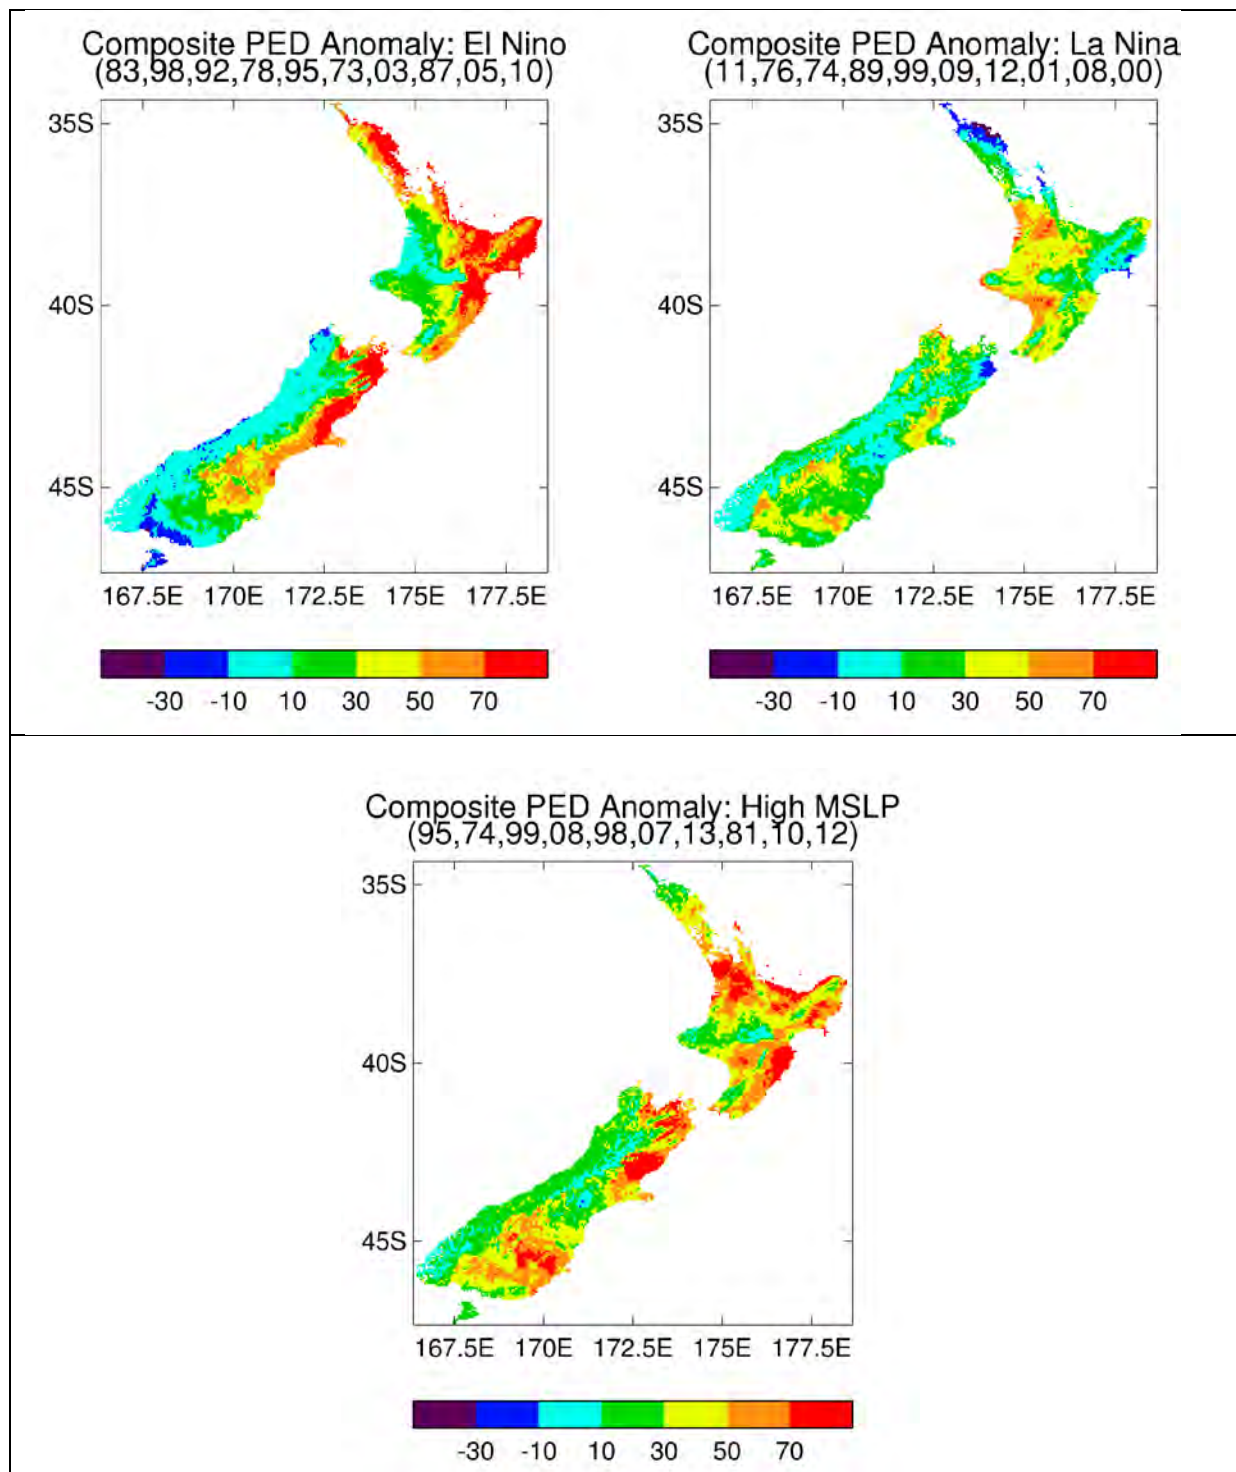 Composite PED Anomaly: El Nino
(83,98,92,78,95,73,03,87,05,10)
35S
40S
45S
167.5E 170E 172.5E 175E 177.5E
-30 -10 10 30 50 70
Composite PED Anomaly: La Nina
(11,76,74,89,99,09,12,01,08,00)
35S
40S
45S
167.5E 170E 172.5E 175E 177.5E
-30 -10 10 30 50 70
Composite PED Anomaly: High MSLP
(95,74,99,08,98,07,13,81,10,12)
35S
40S
45S
167.5E 170E 172.5E 175E 177.5E
-30 -10 10 30 50 70